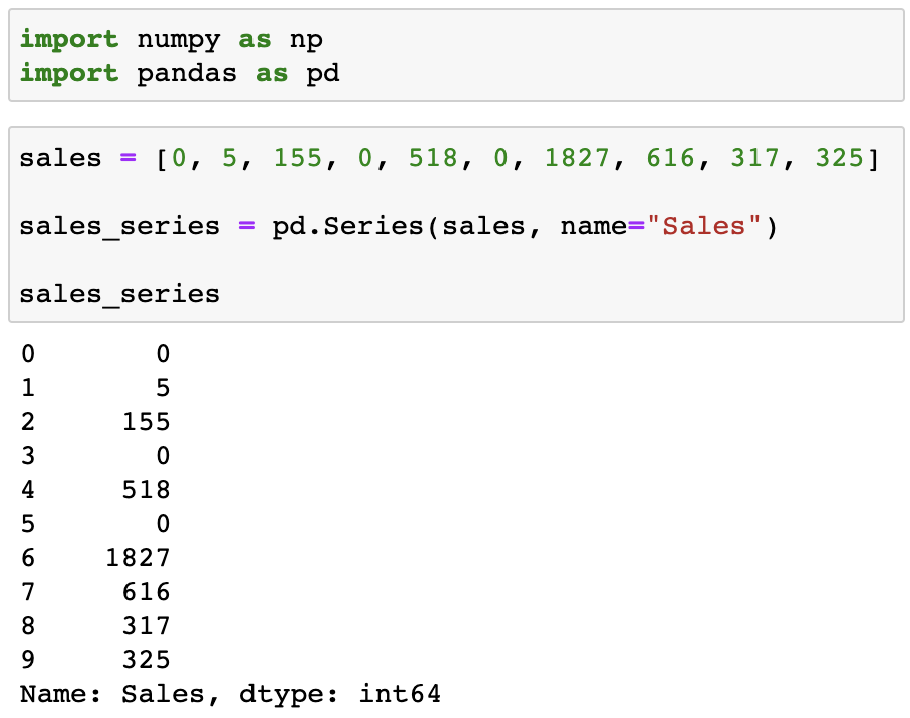 import numpy as np
import pandas as pd
sales = [0, 5, 155, 0, 518, 0, 1827, 616, 317, 325]
sales_series = pd.Series(sales, name="Sales")
sales_series
0 0
1 5
2 155
3 0
4 518
5 0
6 1827
7 616
8 317
9 325
Name: Sales, dtype: int64